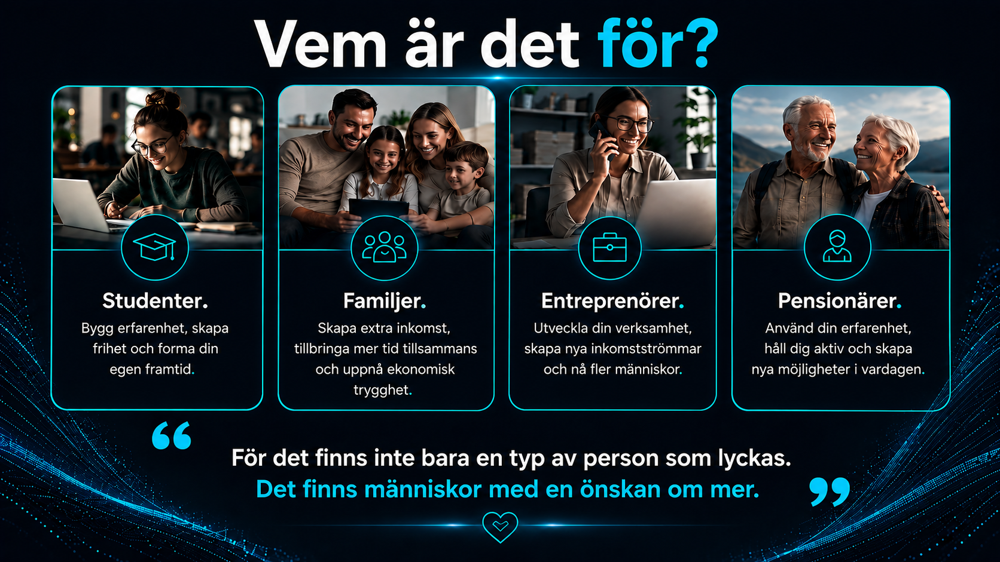 Vem är det för?
Studenter.
Bygg erfarenhet, skapa
frihet och forma din
egen framtid.
Familjer.
Skapa extra inkomst,
tillbringa mer tid tillsammans
och uppnå ekonomisk
trygghet.
Entreprenörer.
Utveckla din verksamhet,
skapa nya inkomstströmmar
och nå fler människor.
Pensionärer.
Använd din erfarenhet,
håll dig aktiv och skapa
nya möjligheter i vardagen.
“För det finns inte bara en typ av person som lyckas.
Det finns människor med en önskan om mer.”